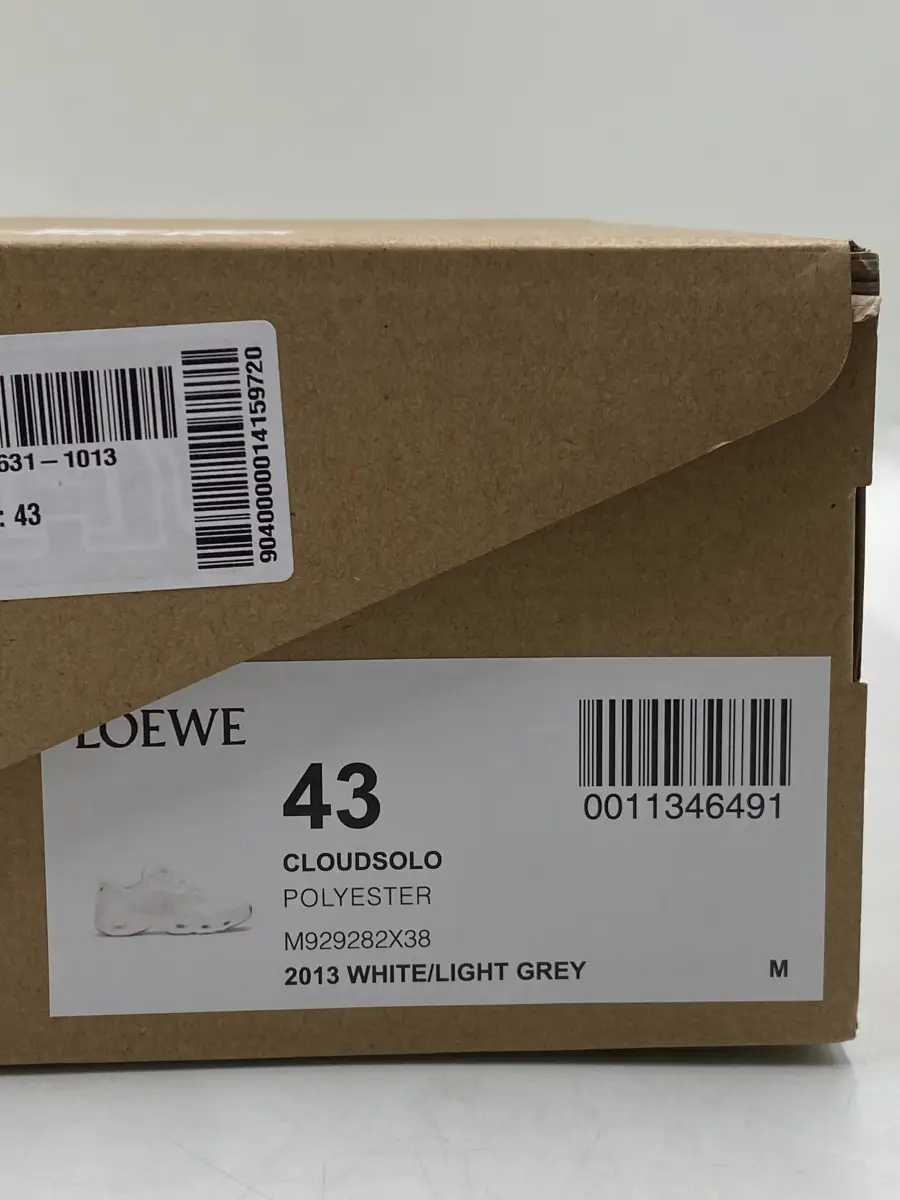 631-1013
: 43
9040000014159720
LOEWE
43
0011346491
CLOUDSOLO
POLYESTER
M929282X38
2013 WHITE/LIGHT GREY
M